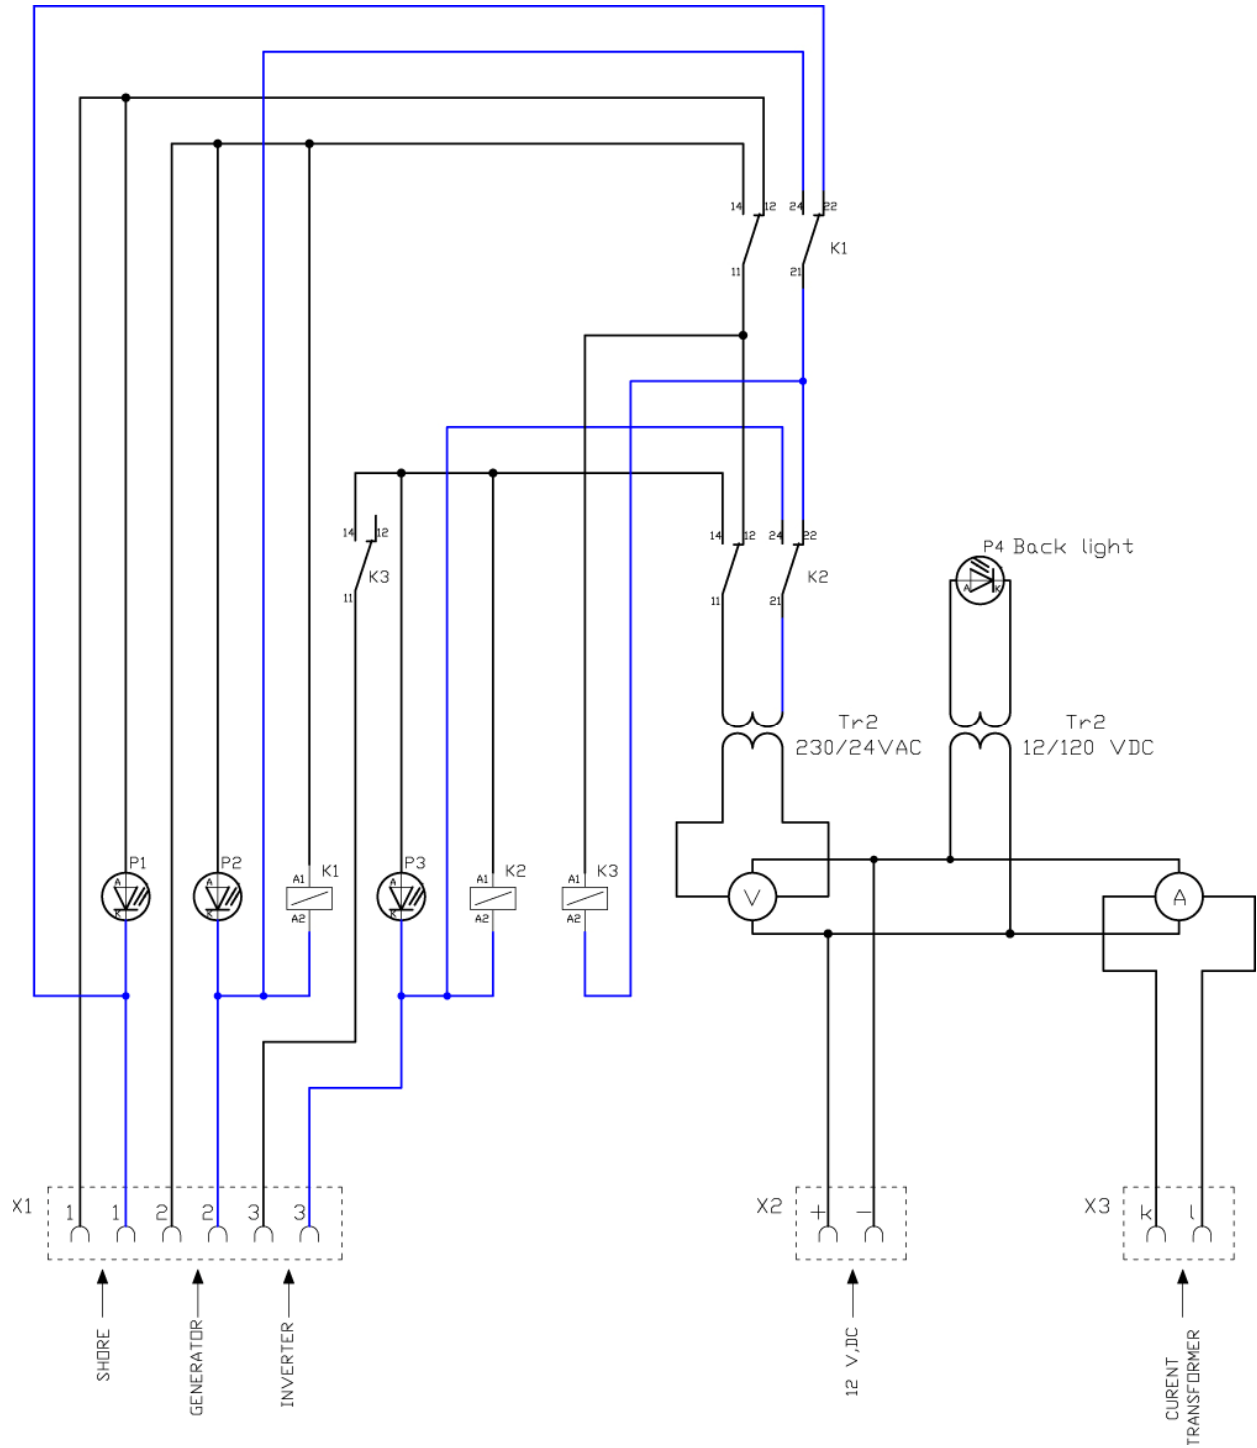 14 12 24 22
K1
11 21
14 12 14 12 24 22
K3 K2
11 11 21
P4 Back light
A K
Tr2
230/24VAC
Tr2
12/120 VDC
P1 P2 K1 P3 K2 K3
A A A1 A A1 A1
K K A2 K A2 A2
V A
X1 1 1 2 2 3 3
X2 + -
X3 k l
SHORE
GENERATOR
INVERTER
12 V,DC
CURENT
TRANSFORMER